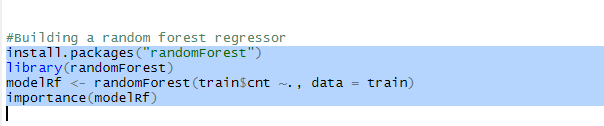 #Building a random forest regressor
install.packages("randomForest")
library(randomForest)
modelRf <- randomForest(train$cnt ~., data = train)
importance(modelRf)